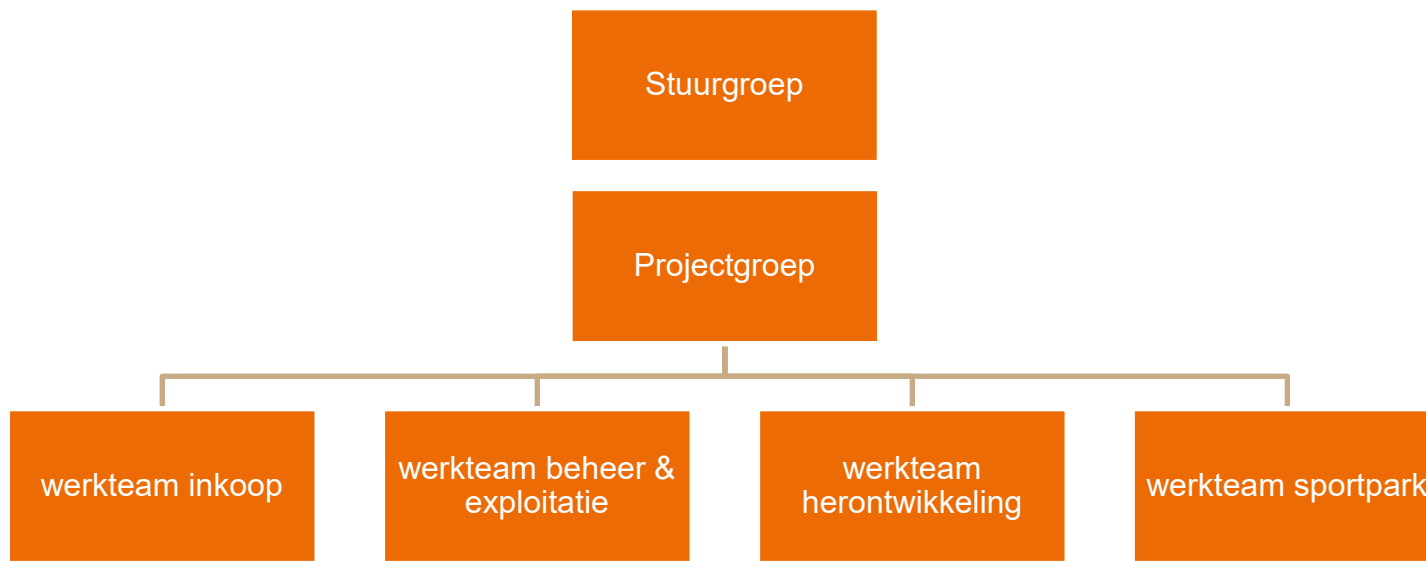 Stuurgroep
Projectgroep
werkteam inkoop
werkteam beheer &
exploitatie
werkteam
herontwikkeling
werkteam sportpark